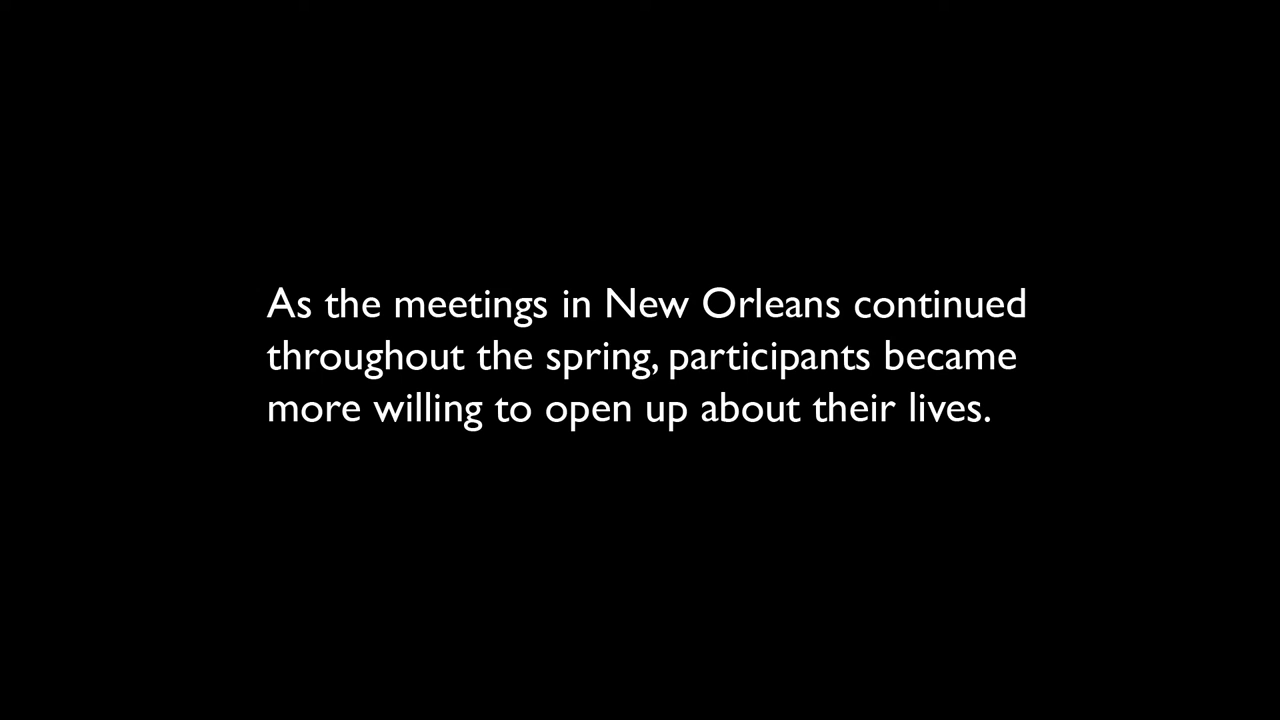 As the meetings in New Orleans continued
throughout the spring, participants became
more willing to open up about their lives.